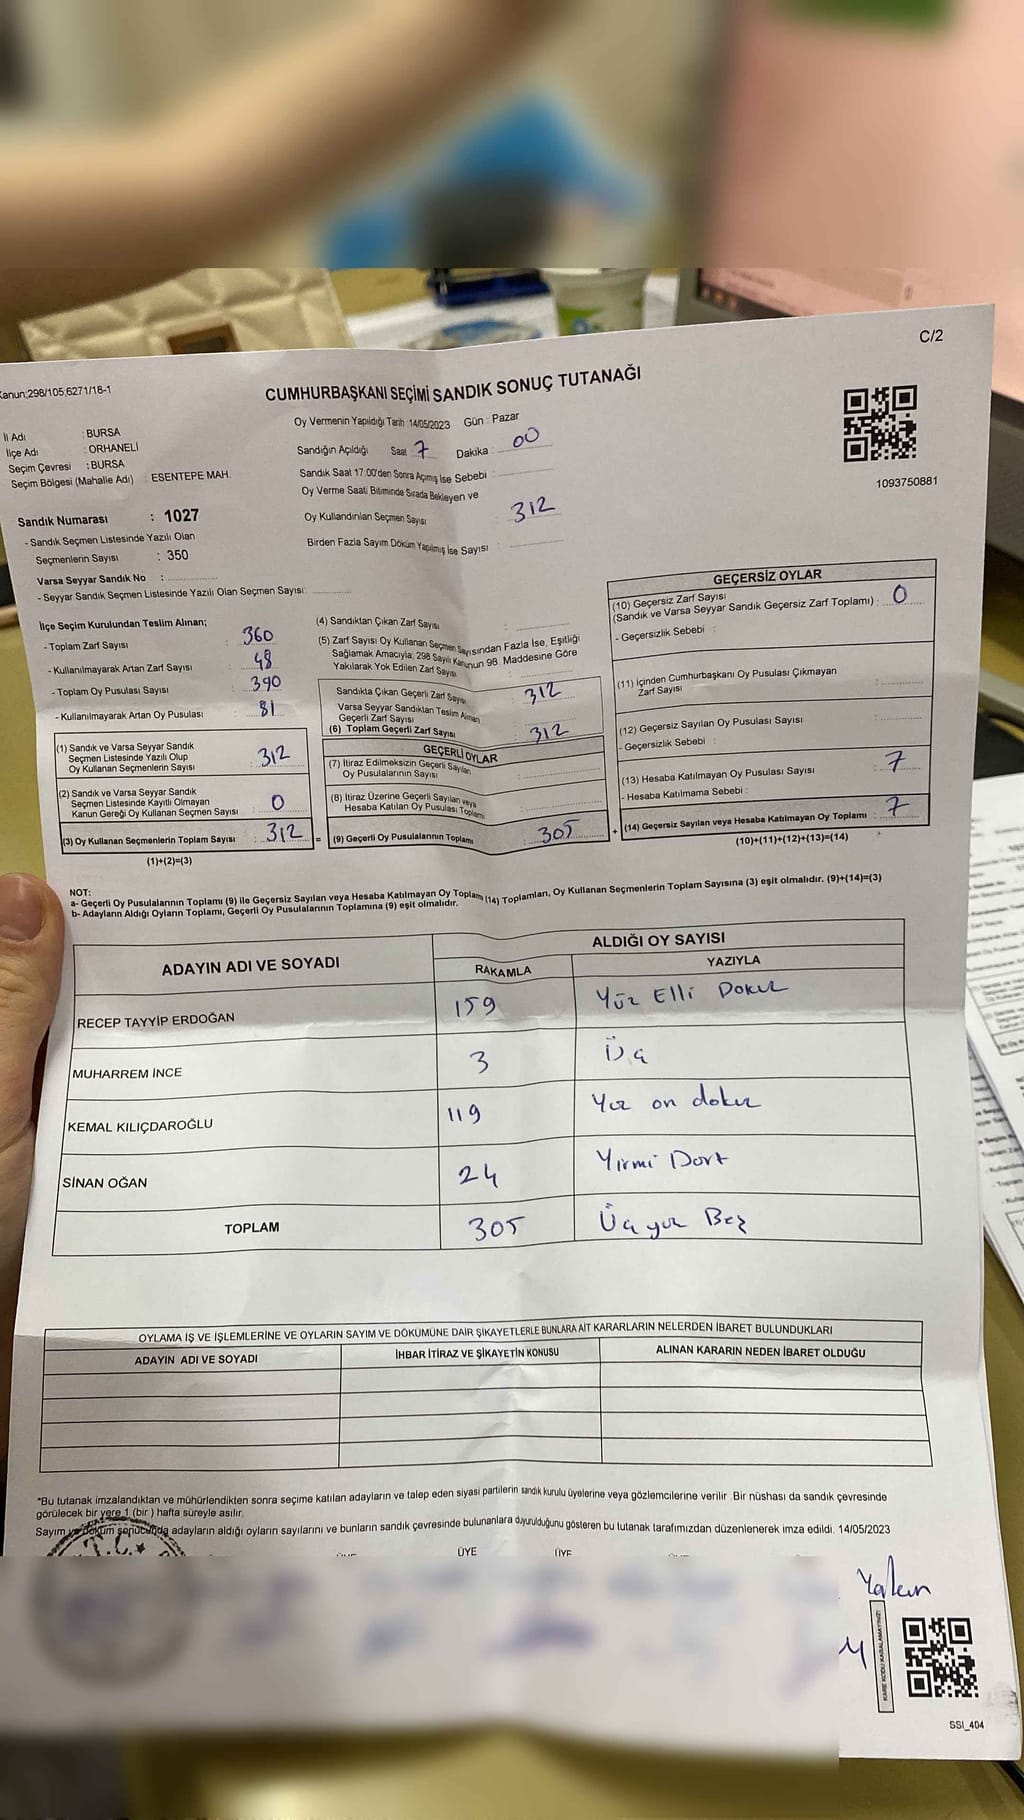 C/2
Kanun;298/105;6271/18-1
CUMHURBAŞKANI SEÇİMİ SANDIK SONUÇ TUTANAĞI
İl Adı : BURSA
İlçe Adı : ORHANELİ
Seçim Çevresi : BURSA
Seçim Bölgesi (Mahalle Adı) : ESENTEPE MAH.
Oy Vermenin Yapıldığı Tarih 14/05/2023 Gün : Pazar
Sandığın Açıldığı Saat 7 Dakika : 00
Sandık Saat 17:00'den Sonra Açmış İse Sebebi :
Oy Verme Saati Bitiminde Sırada Bekleyen ve
Oy Kullandırılan Seçmen Sayısı 312
Birden Fazla Sayım Döküm Yapılmış İse Sayısı :
1093750881
Sandık Numarası : 1027
- Sandık Seçmen Listesinde Yazılı Olan
Seçmenlerin Sayısı : 350
Varsa Seyyar Sandık No :
- Seyyar Sandık Seçmen Listesinde Yazılı Olan Seçmen Sayısı:
İlçe Seçim Kurulundan Teslim Alınan;
- Toplam Zarf Sayısı : 360
- Kullanılmayarak Artan Zarf Sayısı : 48
- Toplam Oy Pusulası Sayısı : 390
- Kullanılmayarak Artan Oy Pusulası : 81
(1) Sandık ve Varsa Seyyar Sandık
Seçmen Listesinde Yazılı Olup
Oy Kullanan Seçmenlerin Sayısı : 312
(2) Sandık ve Varsa Seyyar Sandık
Seçmen Listesinde Kayıtlı Olmayan
Kanun Gereği Oy Kullanan Seçmen Sayısı : 0
(3) Oy Kullanan Seçmenlerin Toplam Sayısı : 312 =
(1)+(2)=(3)
(4) Sandıktan Çıkan Zarf Sayısı :
(5) Zarf Sayısı Oy Kullanan Seçmen Sayısından Fazla İse, Eşitliği
Sağlamak Amacıyla; 298 Sayılı Kanunun 98. Maddesine Göre
Yakılarak Yok Edilen Zarf Sayısı :
Sandıkta Çıkan Geçerli Zarf Sayısı : 312
Varsa Seyyar Sandıktan Teslim Alınan
Geçerli Zarf Sayısı :
(6) Toplam Geçerli Zarf Sayısı : 312
GEÇERLİ OYLAR
(7) İtiraz Edilmeksizin Geçerli Sayılan
Oy Pusulalarının Sayısı :
(8) İtiraz Üzerine Geçerli Sayılan veya
Hesaba Katılan Oy Pusulası Toplamı :
(9) Geçerli Oy Pusulalarının Toplamı : 305 +
GEÇERSİZ OYLAR
(10) Geçersiz Zarf Sayısı
(Sandık ve Varsa Seyyar Sandık Geçersiz Zarf Toplamı) : 0
- Geçersizlik Sebebi :
(11) İçinden Cumhurbaşkanı Oy Pusulası Çıkmayan
Zarf Sayısı :
(12) Geçersiz Sayılan Oy Pusulası Sayısı :
- Geçersizlik Sebebi :
(13) Hesaba Katılmayan Oy Pusulası Sayısı : 7
- Hesaba Katılmama Sebebi :
(14) Geçersiz Sayılan veya Hesaba Katılmayan Oy Toplamı : 7
(10)+(11)+(12)+(13)=(14)
NOT:
a- Geçerli Oy Pusulalarının Toplamı (9) ile Geçersiz Sayılan veya Hesaba Katılmayan Oy Toplamı (14) Toplamları, Oy Kullanan Seçmenlerin Toplam Sayısına (3) eşit olmalıdır. (9)+(14)=(3)
b- Adayların Aldığı Oyların Toplamı, Geçerli Oy Pusulalarının Toplamına (9) eşit olmalıdır.
ADAYIN ADI VE SOYADI ALDIĞI OY SAYISI
RAKAMLA YAZIYLA
RECEP TAYYİP ERDOĞAN 159 Yüz Elli Dokuz
MUHARREM İNCE 3 Üç
KEMAL KILIÇDAROĞLU 119 Yüz on dokuz
SİNAN OĞAN 24 Yirmi Dort
TOPLAM 305 Üç yüz Beş
OYLAMA İŞ VE İŞLEMLERİNE VE OYLARIN SAYIM VE DÖKÜMÜNE DAİR ŞİKAYETLERLE BUNLARA AİT KARARLARIN NELERDEN İBARET BULUNDUKLARI
ADAYIN ADI VE SOYADI İHBAR İTİRAZ VE ŞİKAYETİN KONUSU ALINAN KARARIN NEDEN İBARET OLDUĞU
*Bu tutanak imzalandıktan ve mühürlendikten sonra seçime katılan adayların ve talep eden siyasi partilerin sandık kurulu üyelerine veya gözlemcilerine verilir .Bir nüshası da sandık çevresinde
görülecek bir yere 1 (bir ) hafta süreyle asılır.
Sayım ve döküm sonucunda adayların aldığı oyların sayılarını ve bunların sandık çevresinde bulunanlara duyurulduğunu gösteren bu tutanak tarafımızdan düzenlenerek imza edildi. 14/05/2023
T.C.
ÜYE ÜYE
Yalçın
KARE KODU KARALAMAYINIZ!
SSI_404